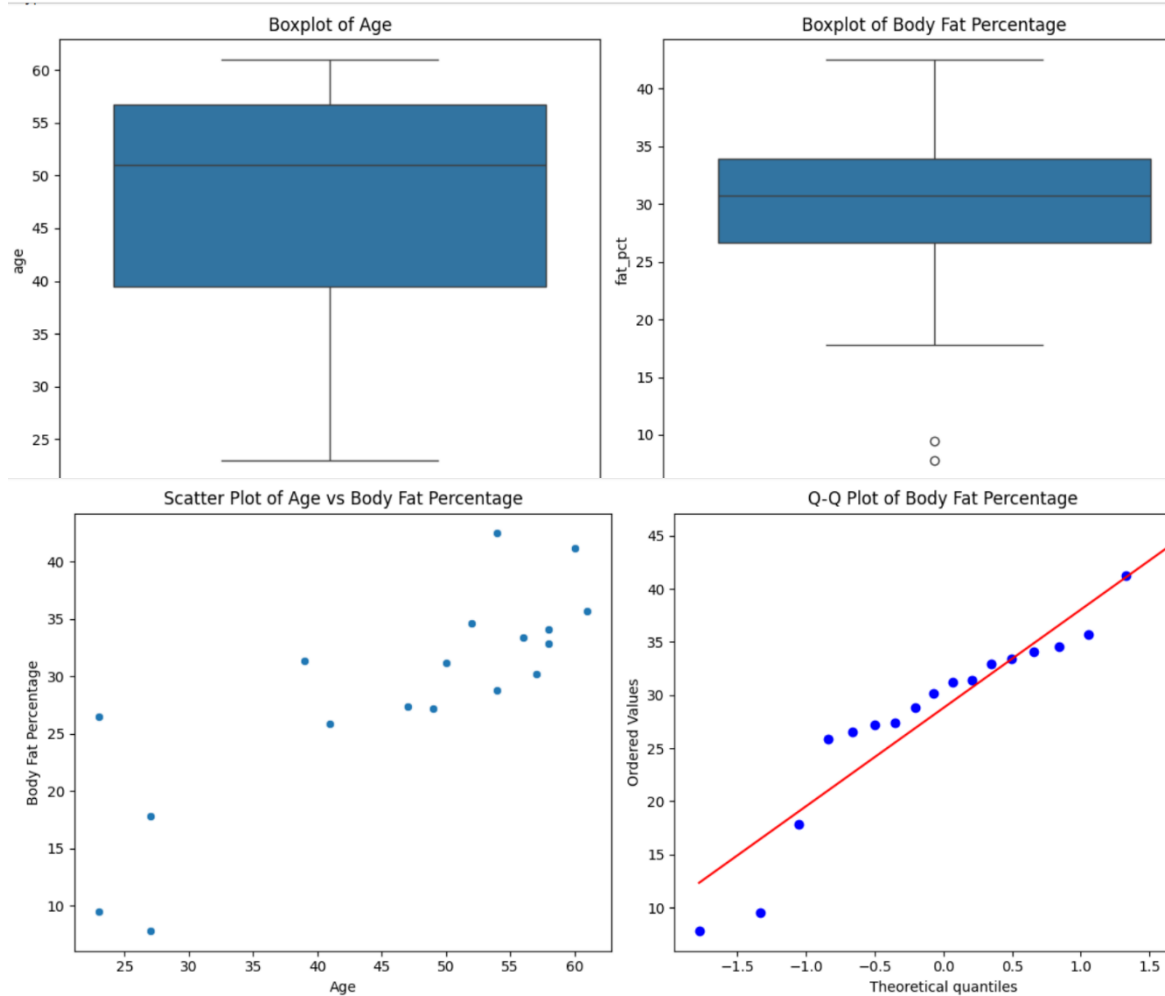 Boxplot of Age
60
55
50
45
40
35
30
25
age
Boxplot of Body Fat Percentage
40
35
30
25
20
15
10
fat_pct
Scatter Plot of Age vs Body Fat Percentage
40
35
30
25
20
15
10
Body Fat Percentage
25 30 35 40 45 50 55 60
Age
Q-Q Plot of Body Fat Percentage
45
40
35
30
25
20
15
10
Ordered Values
−1.5 −1.0 −0.5 0.0 0.5 1.0 1.5
Theoretical quantiles